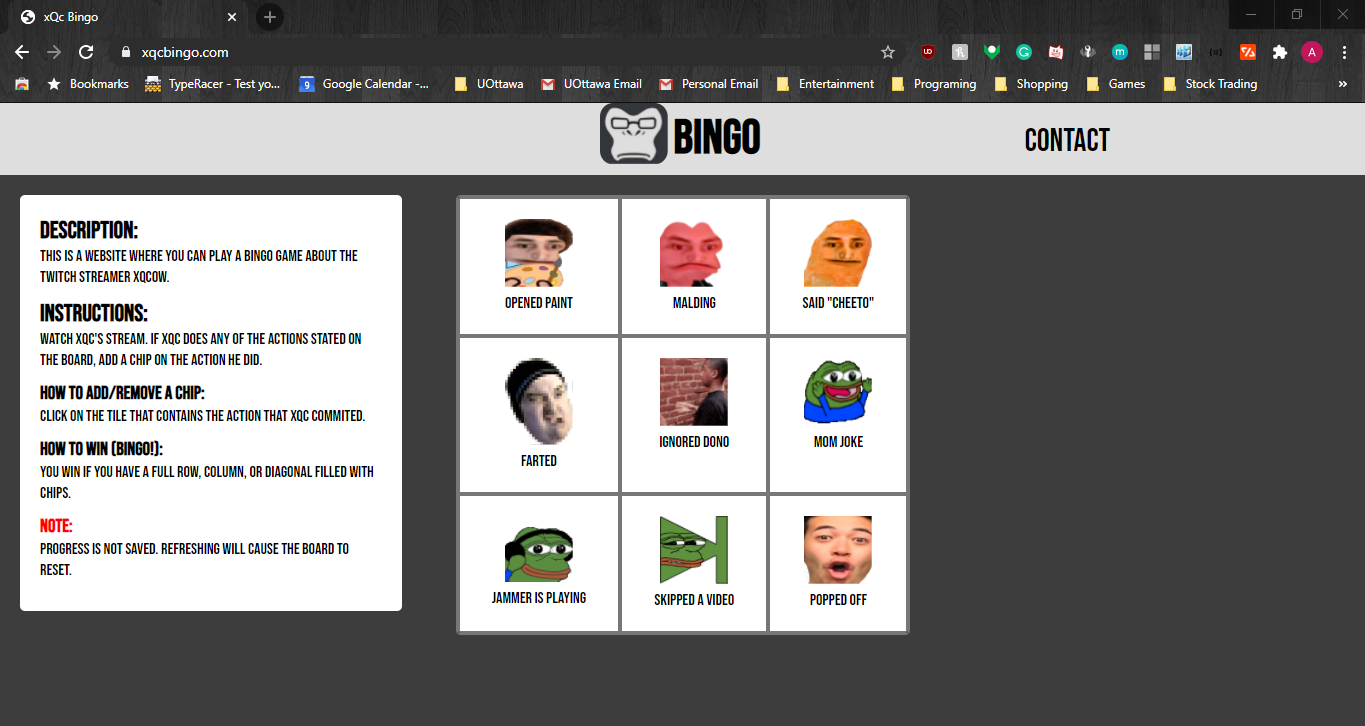 xQc Bingo
xqcbingo.com
Bookmarks
TypeRacer - Test yo...
Google Calendar -...
UOttawa
UOttawa Email
Personal Email
Entertainment
Programing
Shopping
Games
Stock Trading
»
BINGO
CONTACT
DESCRIPTION:
THIS IS A WEBSITE WHERE YOU CAN PLAY A BINGO GAME ABOUT THE
TWITCH STREAMER XQCOW.
INSTRUCTIONS:
WATCH XQC'S STREAM. IF XQC DOES ANY OF THE ACTIONS STATED ON
THE BOARD, ADD A CHIP ON THE ACTION HE DID.
HOW TO ADD/REMOVE A CHIP:
CLICK ON THE TILE THAT CONTAINS THE ACTION THAT XQC COMMITED.
HOW TO WIN (BINGO!):
YOU WIN IF YOU HAVE A FULL ROW, COLUMN, OR DIAGONAL FILLED WITH
CHIPS.
NOTE:
PROGRESS IS NOT SAVED. REFRESHING WILL CAUSE THE BOARD TO
RESET.
OPENED PAINT
MALDING
SAID "CHEETO"
FARTED
IGNORED DONO
MOM JOKE
JAMMER IS PLAYING
SKIPPED A VIDEO
POPPED OFF